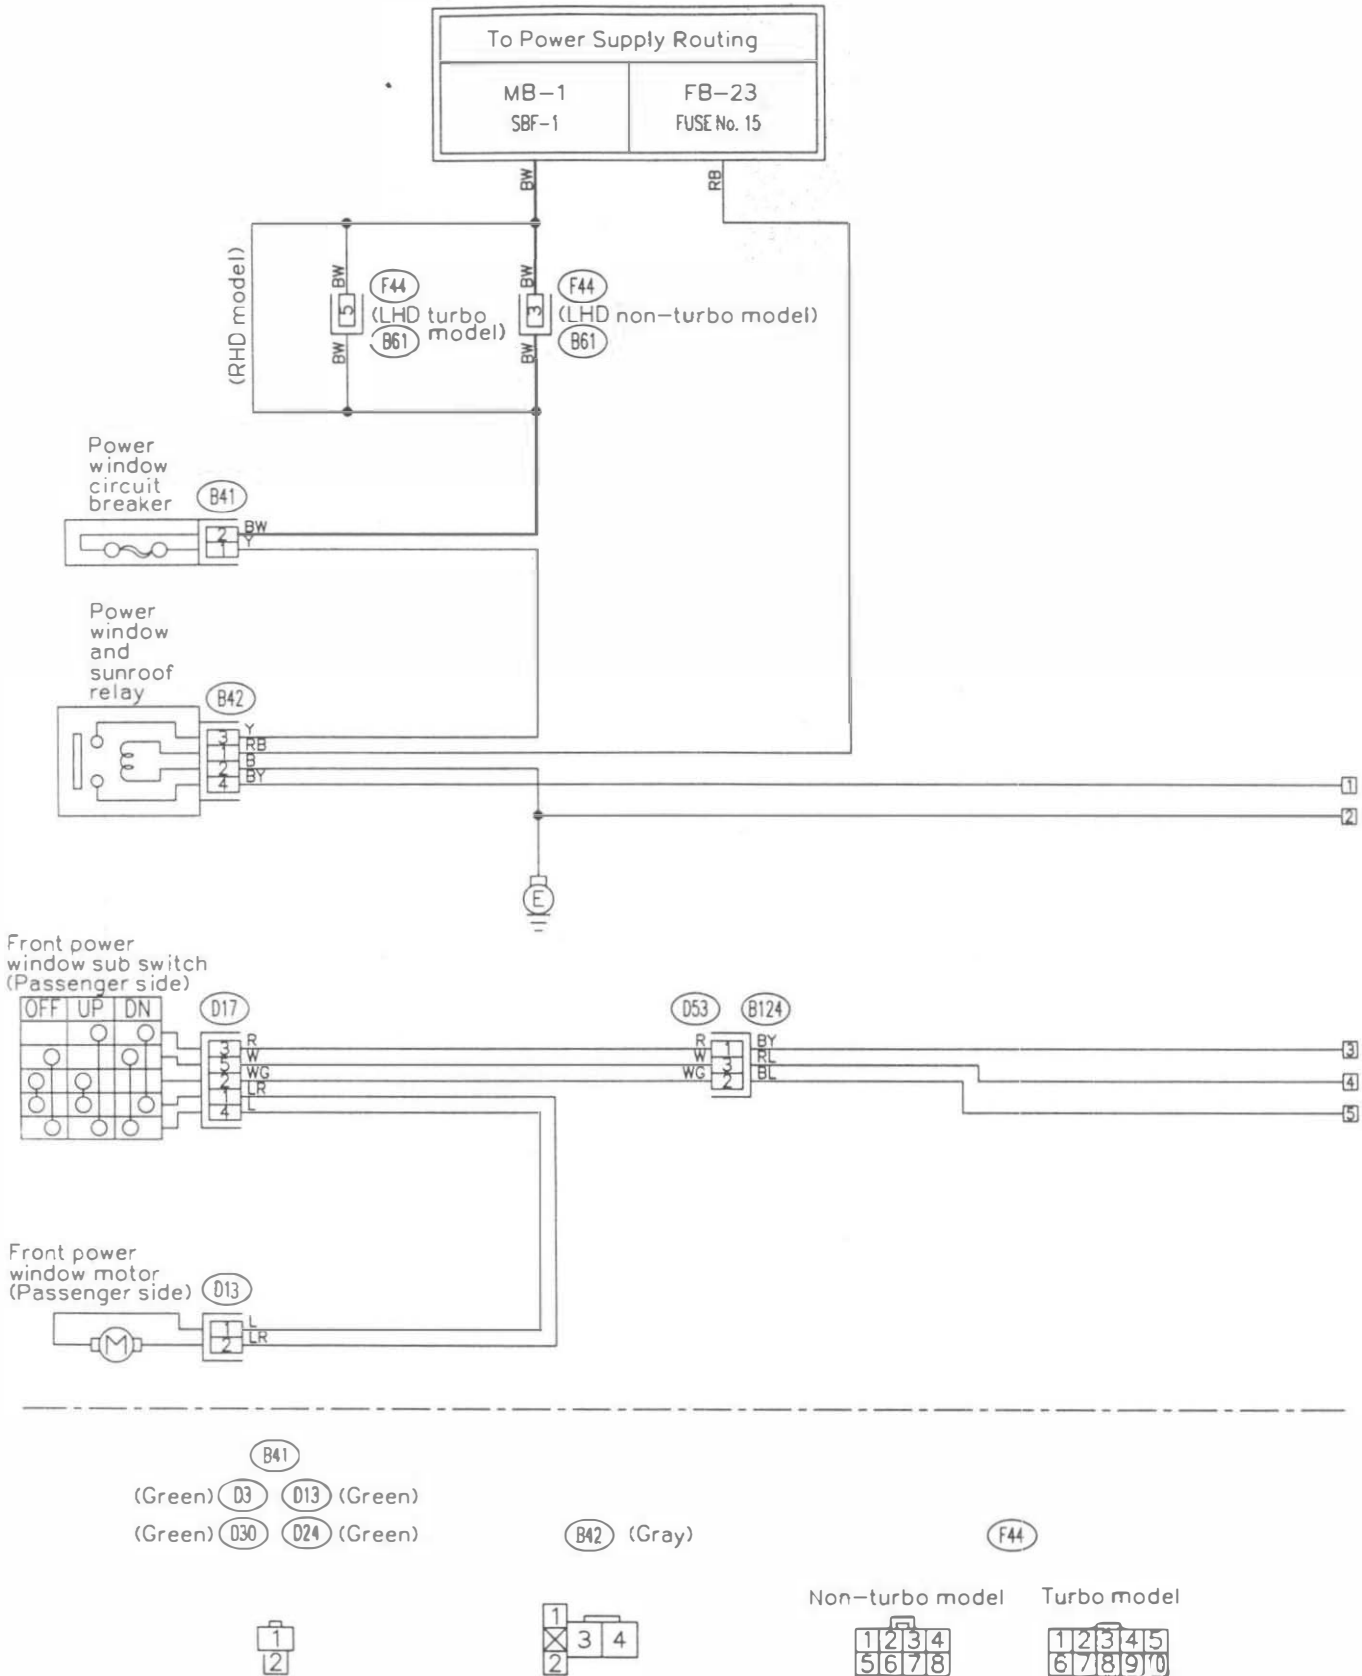 To Power Supply Routing
MB-1
SBF-1
FB-23
FUSE No. 15
BW
RB
(RHD model)
BW
F44
(LHD turbo
model)
5
B61
BW
BW
F44
(LHD non-turbo model)
3
B61
BW
Power
window
circuit
breaker
B41
2 BW
1 Y
Power
window
and
sunroof
relay
B42
3 Y
1 RB
2 B
4 BY
1
2
E
Front power
window sub switch
(Passenger side)
OFF UP DN
D17
D53 B124
3 R
5 W
2 WG
1 LR
4 L
R 1 BY
W 3 RL
WG 2 BL
3
4
5
Front power
window motor
(Passenger side)
D13
M
1 L
2 LR
B41
(Green) D3 D13 (Green)
(Green) D30 D24 (Green)
B42 (Gray)
F44
Non-turbo model Turbo model
1
2
1
3 4
2
1 2 3 4
5 6 7 8
1 2 3 4 5
6 7 8 9 10